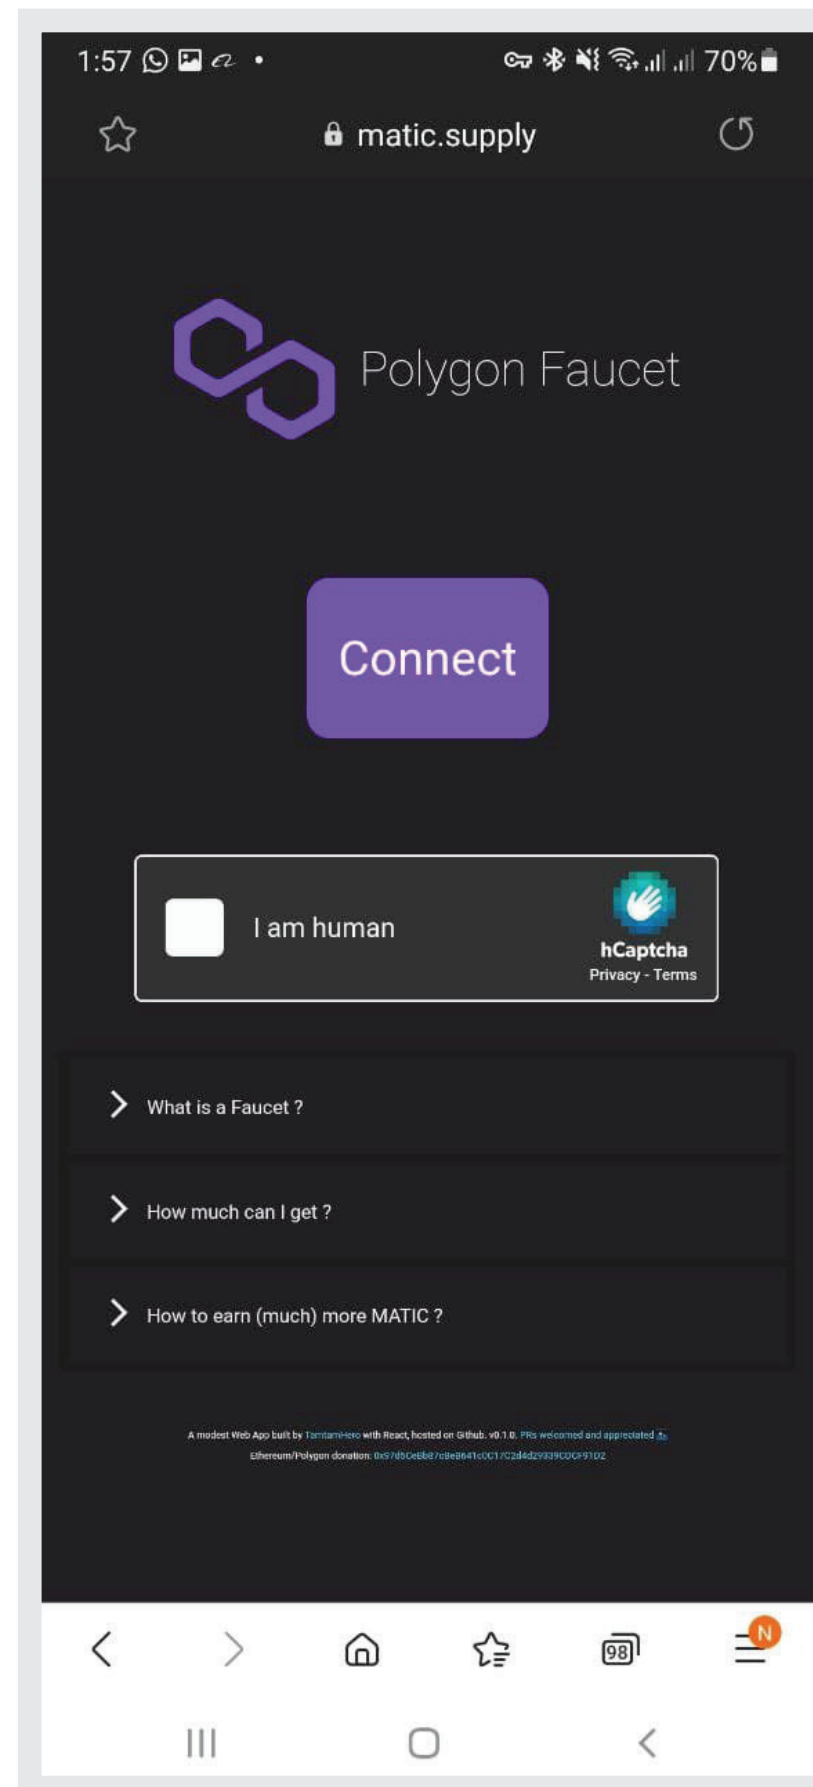 1:57 70%
matic.supply
Polygon Faucet
Connect
I am human
hCaptcha
Privacy - Terms
What is a Faucet ?
How much can I get ?
How to earn (much) more MATIC ?
A modest Web App built by TamtamHero with React, hosted on Github. v0.1.0. PRs welcomed and appreciated
Ethereum/Polygon donation:
98
N